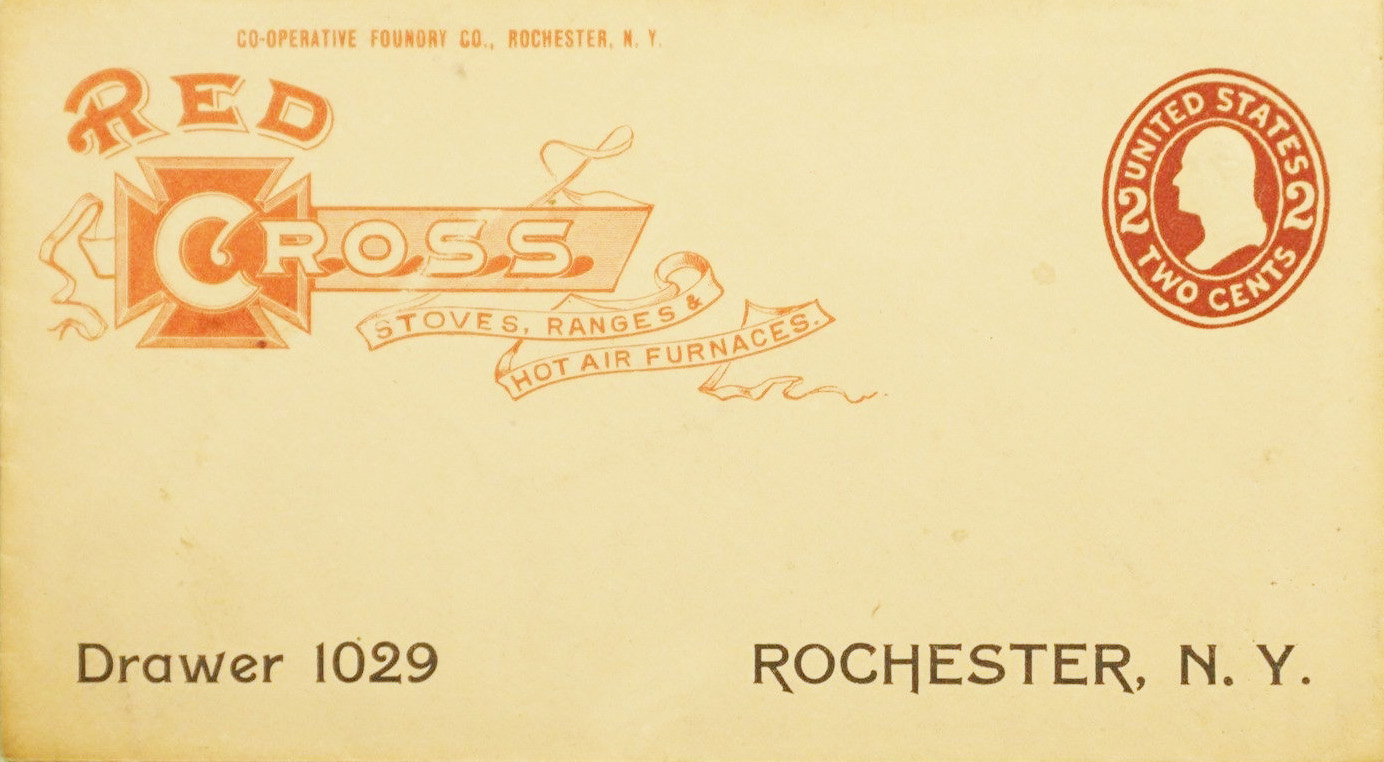 CO-OPERATIVE FOUNDRY CO., ROCHESTER, N. Y.
RED
CROSS
STOVES, RANGES &
HOT AIR FURNACES.
UNITED STATES
2 2
TWO CENTS
Drawer 1029
ROCHESTER, N. Y.